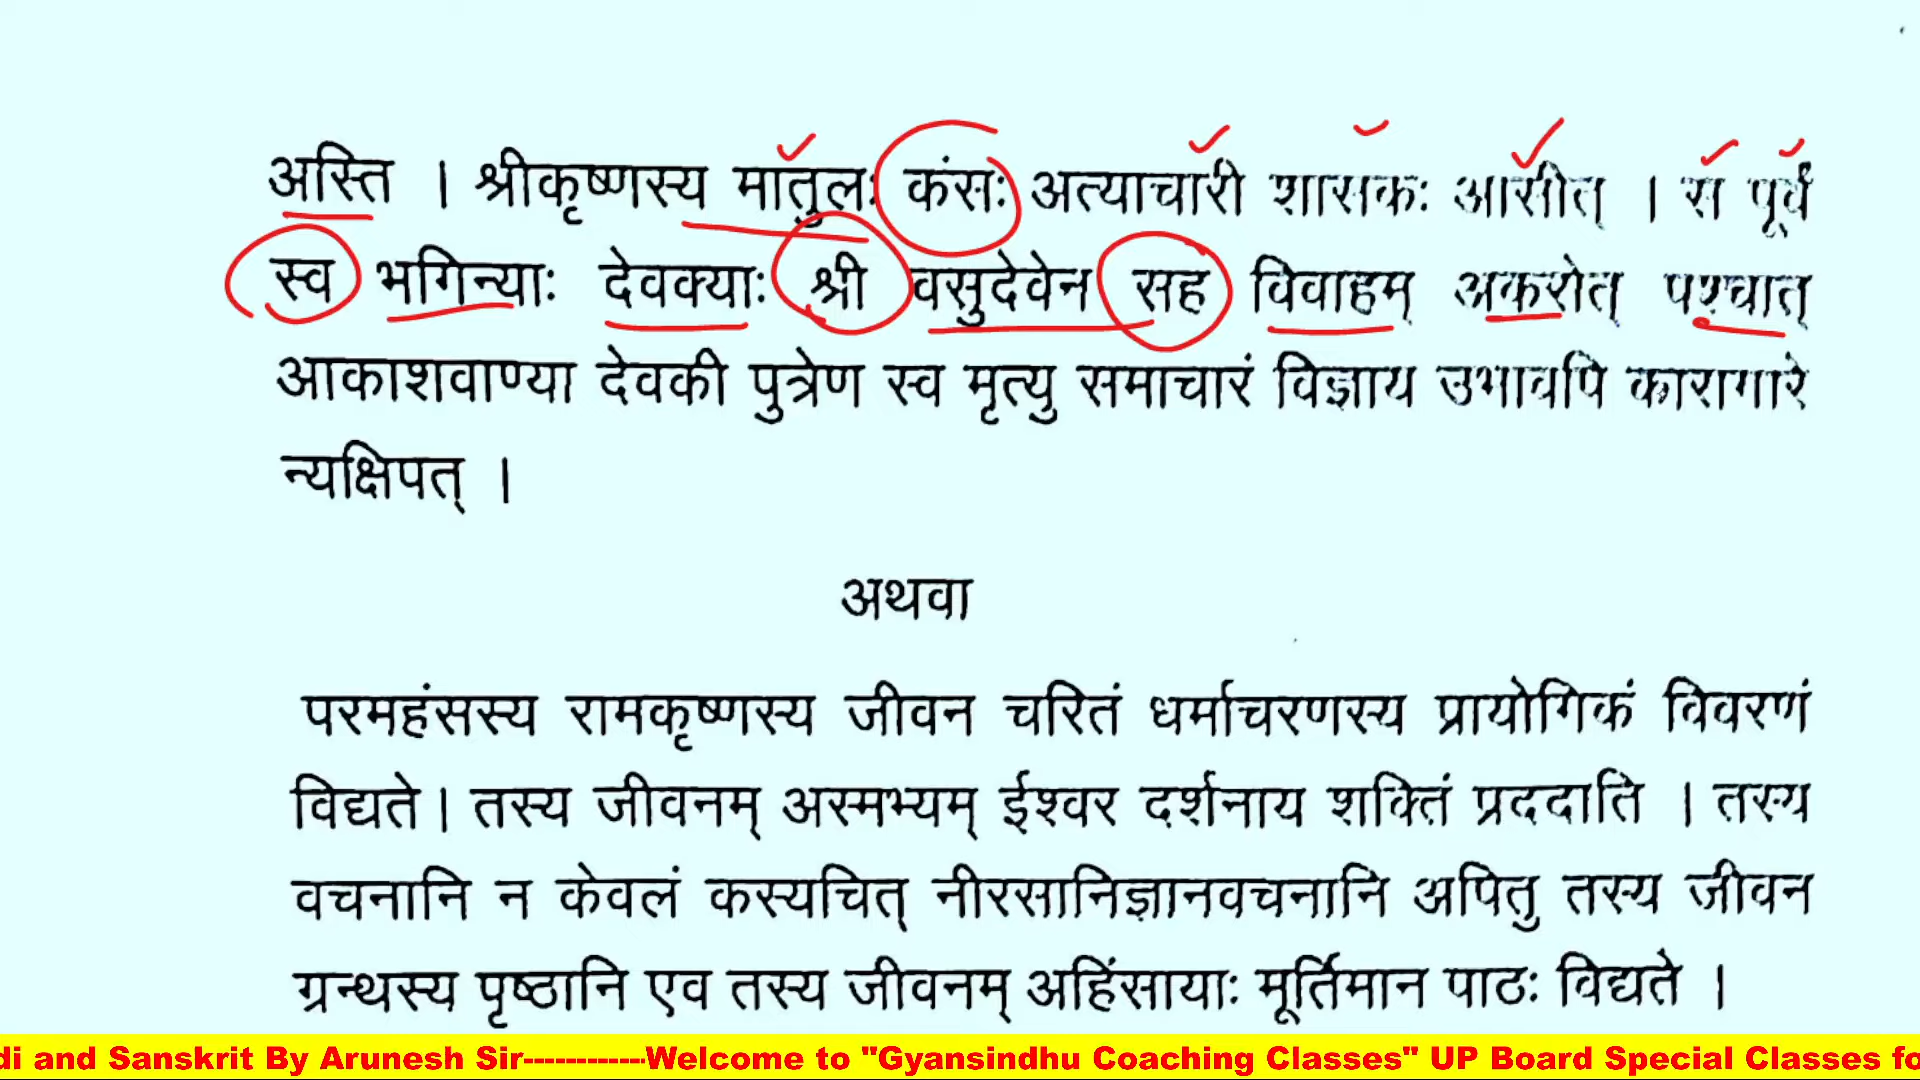 अस्ति । श्रीकृष्णस्य मातुलः कंसः अत्याचारी शासकः आसीत् । स पूर्वं
स्व भगिन्याः देवक्याः श्री वसुदेवेन सह विवाहम् अकरोत् पश्चात्
आकाशवाण्या देवकी पुत्रेण स्व मृत्यु समाचारं विज्ञाय उभावपि कारागारे
न्यक्षिपत् ।
अथवा
परमहंसस्य रामकृष्णस्य जीवन चरितं धर्माचरणस्य प्रायोगिकं विवरणं
विद्यते। तस्य जीवनम् अस्मभ्यम् ईश्वर दर्शनाय शक्तिं प्रददाति । तस्य
वचनानि न केवलं कस्यचित् नीरसानिज्ञानवचनानि अपितु तस्य जीवन
ग्रन्थस्य पृष्ठानि एव तस्य जीवनम् अहिंसायाः मूर्तिमान पाठः विद्यते ।
di and Sanskrit By Arunesh Sir------------Welcome to "Gyansindhu Coaching Classes" UP Board Special Classes fo